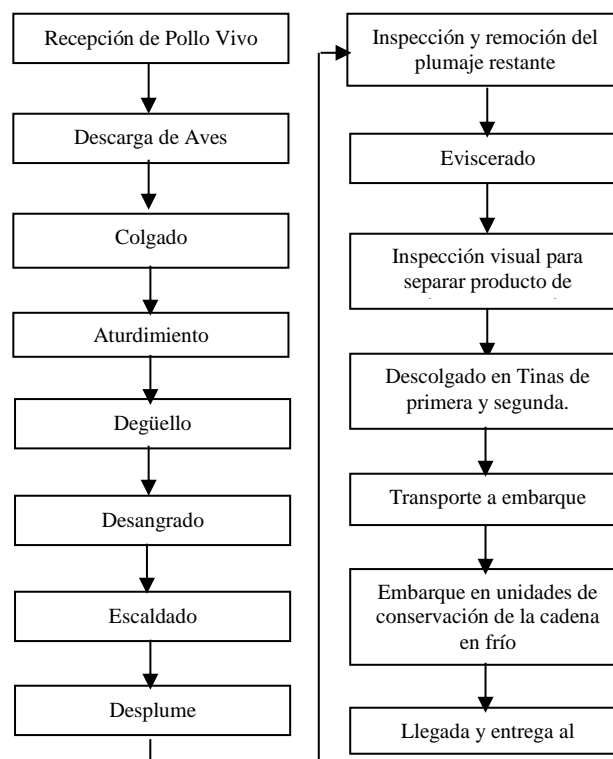 Recepción de Pollo Vivo
Descarga de Aves
Colgado
Aturdimiento
Degüello
Desangrado
Escaldado
Desplume
Inspección y remoción del
plumaje restante
Eviscerado
Inspección visual para
separar producto de
Descolgado en Tinas de
primera y segunda.
Transporte a embarque
Embarque en unidades de
conservación de la cadena
en frío
Llegada y entrega al